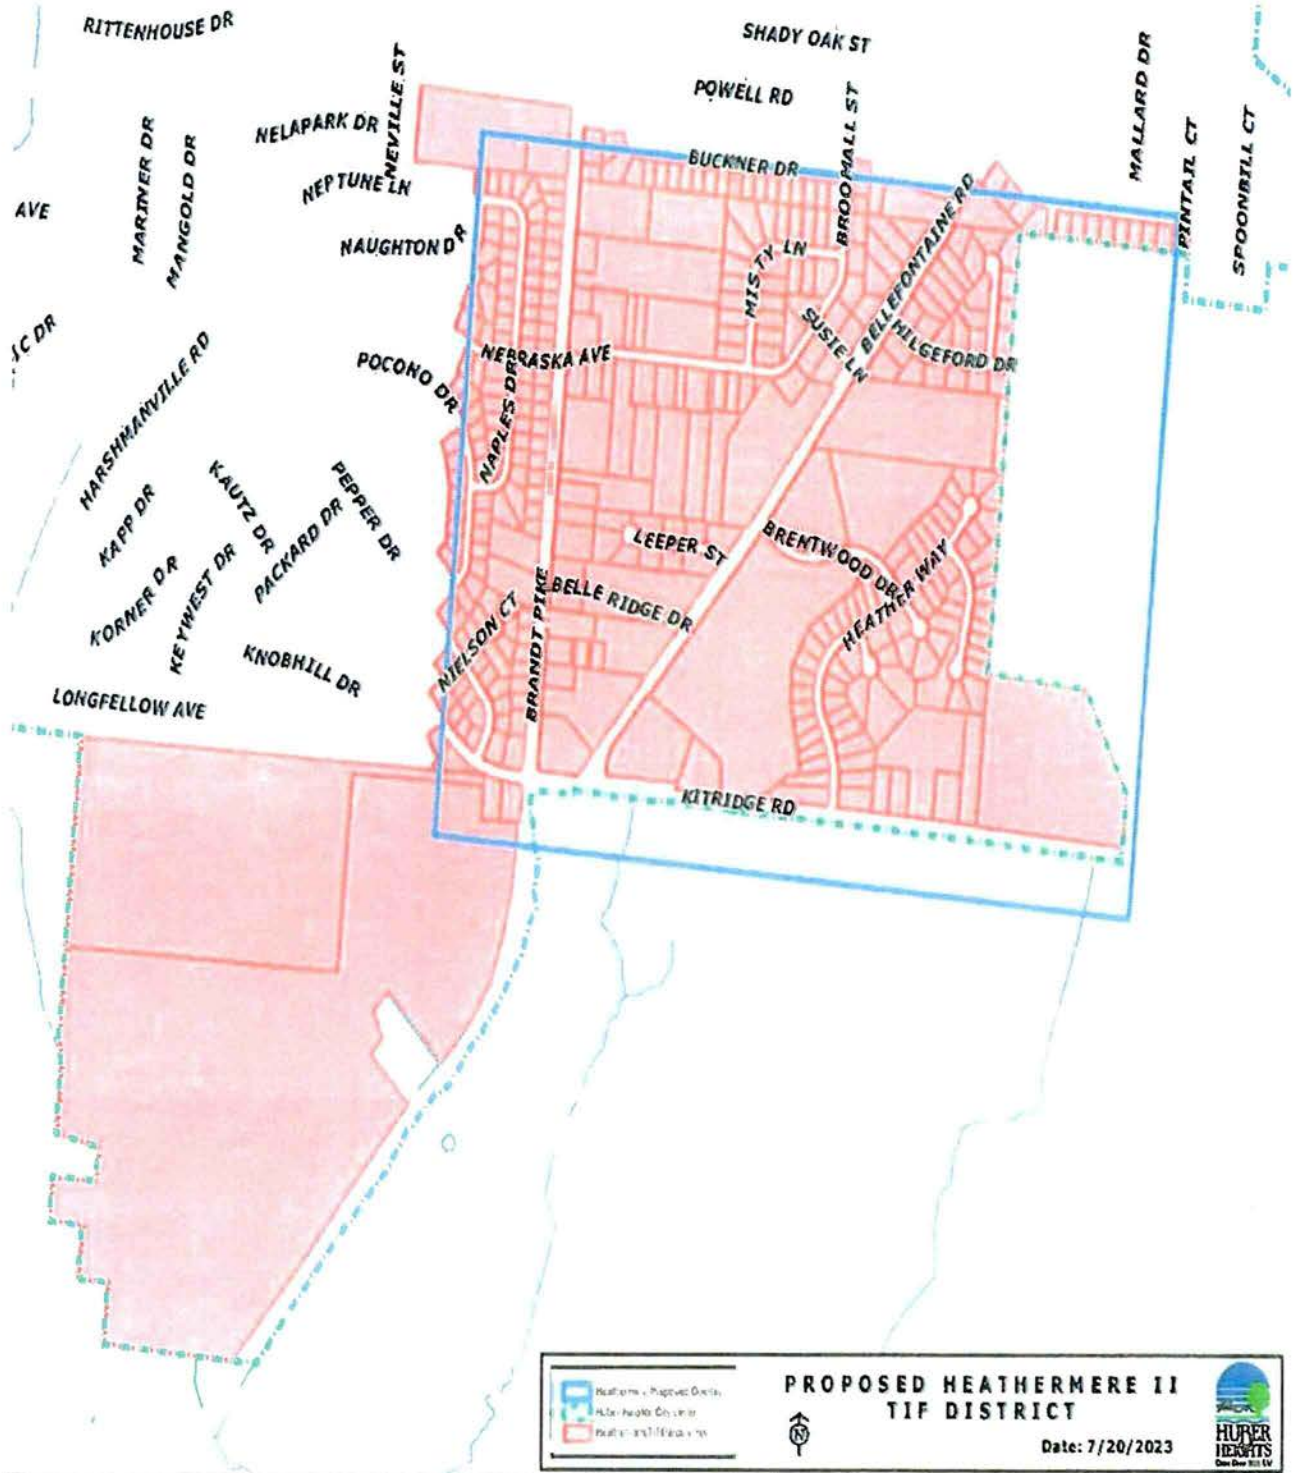 RITTENHOUSE DR
SHADY OAK ST
MALLARD DR
NEVILLE ST
POWELL RD
BROOMALL ST
NELAPARK DR
MARINER DR
MANGOLD DR
PINTAIL CT
SPOONBILL CT
BUCKNER DR
NEPTUNE LN
AVE
NAUGHTON DR
BELLEFONTAINE RD
MISTY LN
SUSIE LN
HILGEFORD DR
DR
HARSHMANVILLE RD
POCONO DR
NEBRASKA AVE
NAPLES DR
KAPP DR
KAUTZ DR
PEPPER DR
PACKARD DR
LEEPER ST
BRENTWOOD DR
HEATHER WAY
KORNER DR
KEYWEST DR
BELLE RIDGE DR
BRANDT PIKE
NIELSON CT
KNOBHILL DR
LONGFELLOW AVE
KITRIDGE RD
PROPOSED HEATHERMERE II
TIF DISTRICT
N
Date: 7/20/2023
HUBER
HEIGHTS